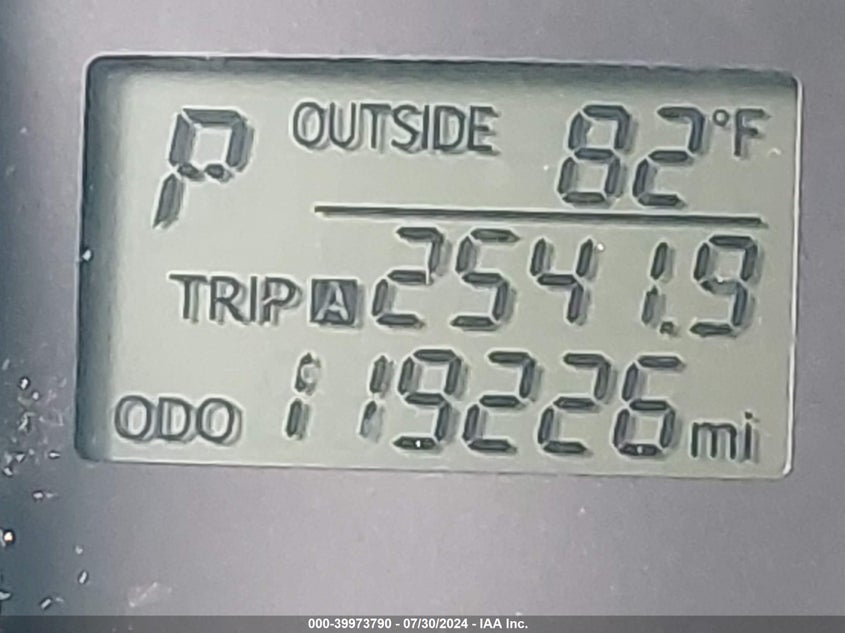 P OUTSIDE 82°F
TRIP A 2541.9
ODO 119226 mi
000-39973790 - 07/30/2024 - IAA Inc.